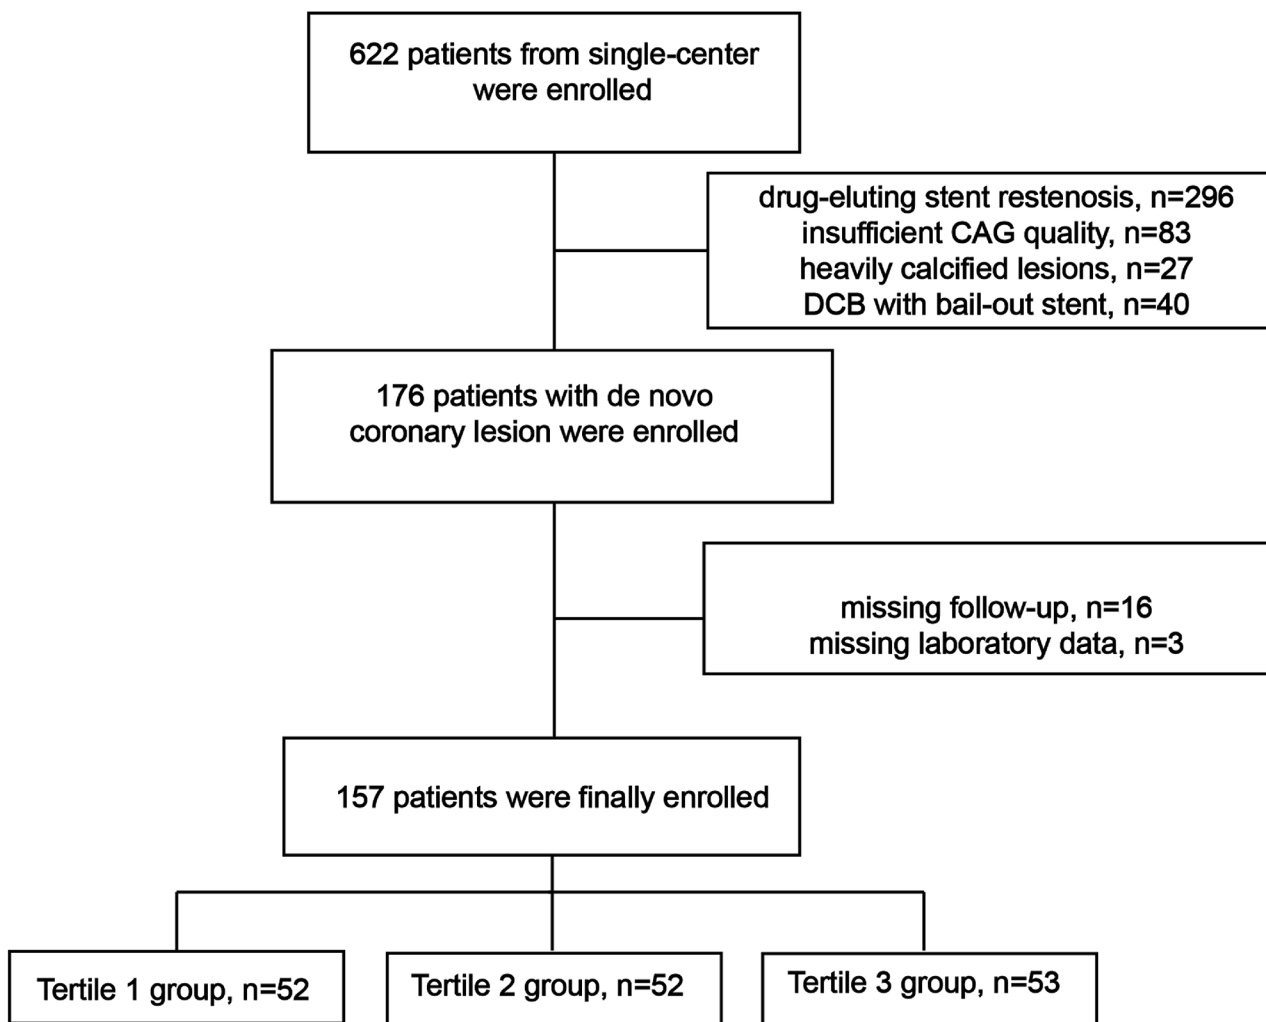 622 patients from single-center
were enrolled
drug-eluting stent restenosis, n=296
insufficient CAG quality, n=83
heavily calcified lesions, n=27
DCB with bail-out stent, n=40
176 patients with de novo
coronary lesion were enrolled
missing follow-up, n=16
missing laboratory data, n=3
157 patients were finally enrolled
Tertile 1 group, n=52
Tertile 2 group, n=52
Tertile 3 group, n=53